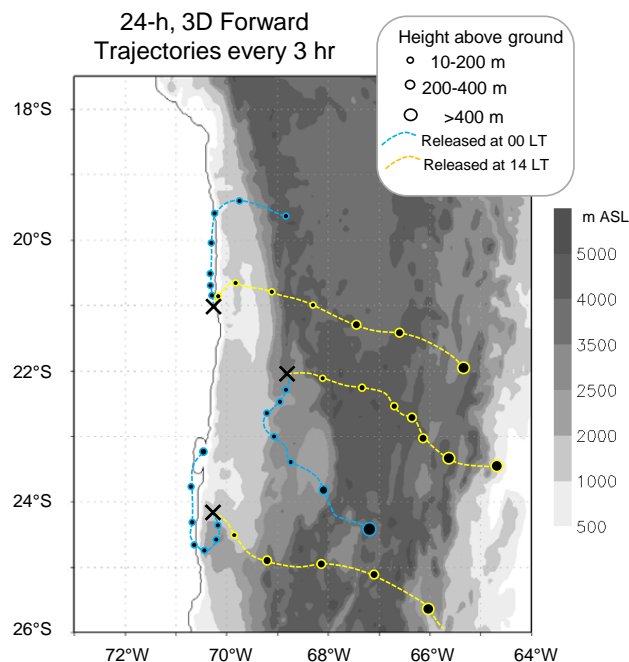 24-h, 3D Forward
Trajectories every 3 hr
Height above ground
10-200 m
200-400 m
>400 m
Released at 00 LT
Released at 14 LT
18°S
20°S
22°S
24°S
26°S
72°W
70°W
68°W
66°W
64°W
m ASL
5000
4000
3500
2500
2000
1000
500